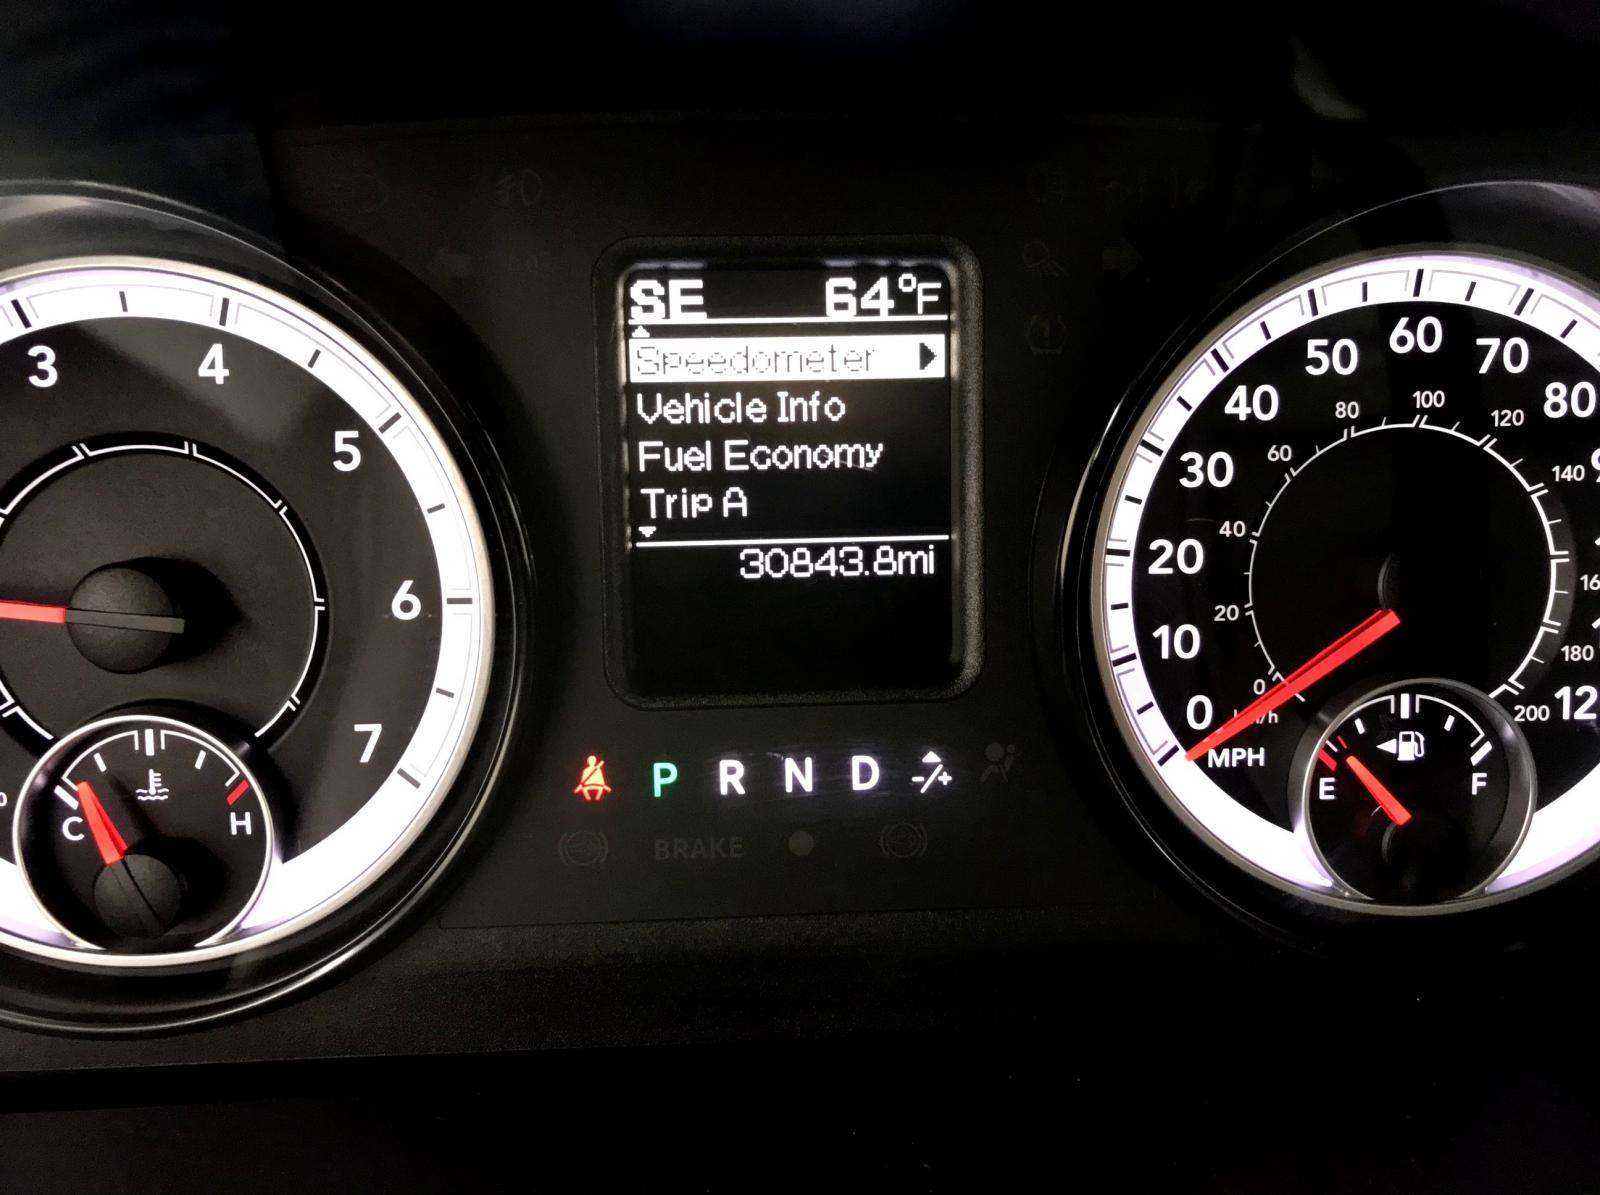 SE 64°F
Speedometer
Vehicle Info
Fuel Economy
Trip A
30843.8mi
3 4 5 6 7
C H
P R N D -/+
BRAKE
0 10 20 30 40 50 60 70 80
0 20 40 60 80 100 120 140 180 200
km/h
MPH
E F